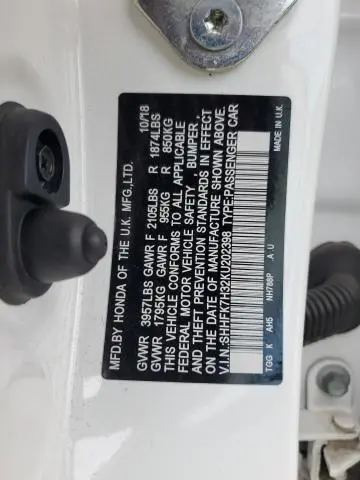 MFD.BY HONDA OF THE U.K. MFG.,LTD. 10/18
GVWR 3957LBS GAWR F 2105LBS R 1874LBS
GVWR 1795KG GAWR F 955KG R 850KG
THIS VEHICLE CONFORMS TO ALL APPLICABLE
FEDERAL MOTOR VEHICLE SAFETY , BUMPER,
AND THEFT PREVENTION STANDARDS IN EFFECT
ON THE DATE OF MANUFACTURE SHOWN ABOVE.
V.I.N.:SHHFK7H32KU202398 TYPE:PASSENGER CAR
TGG K AH5 NH788P A U MADE IN U.K.